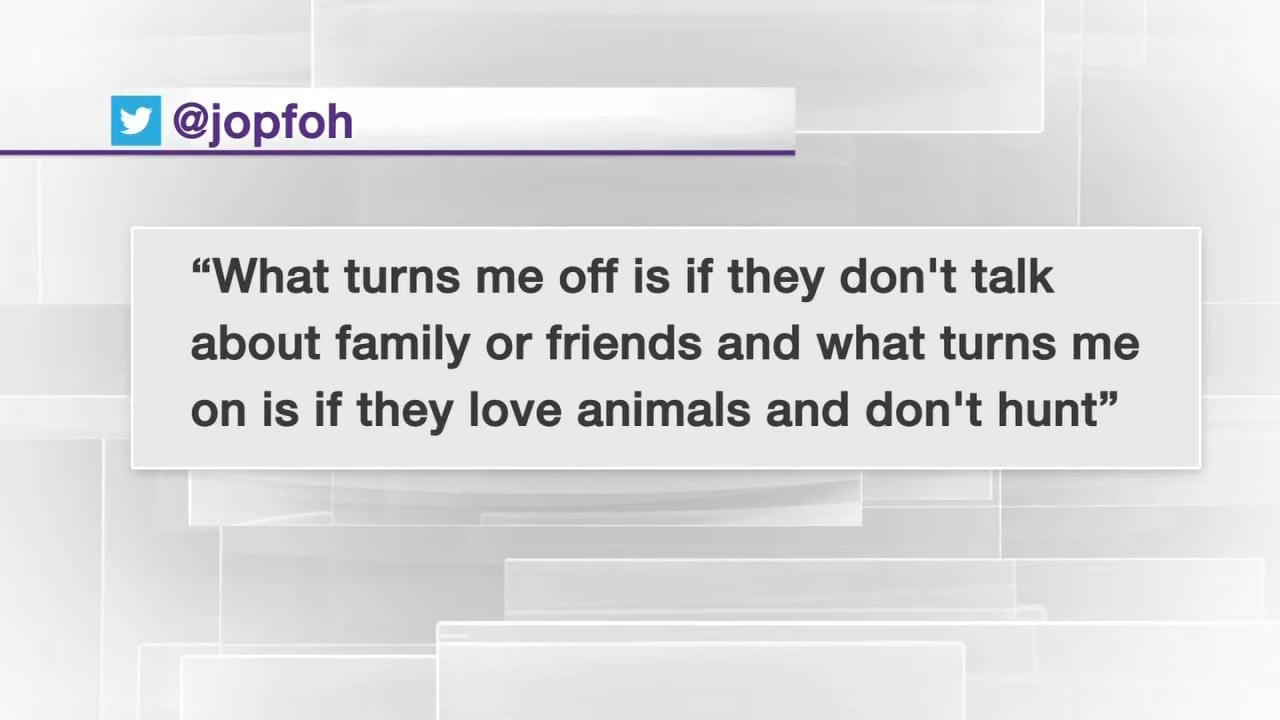 @jopfoh
“What turns me off is if they don't talk
about family or friends and what turns me
on is if they love animals and don't hunt”